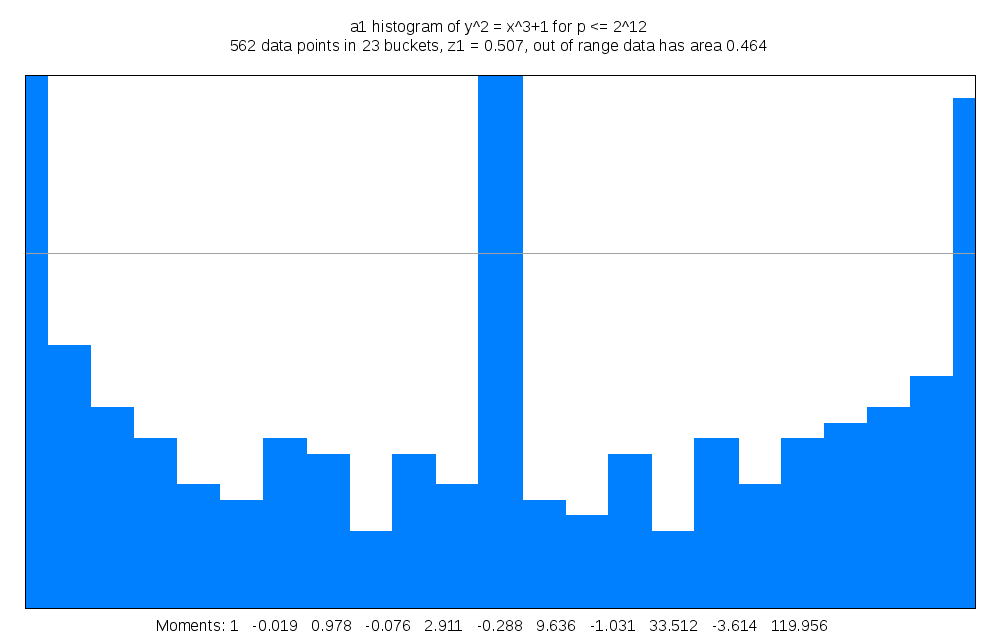 a1 histogram of y^2 = x^3+1 for p <= 2^12
562 data points in 23 buckets, z1 = 0.507, out of range data has area 0.464
Moments: 1 -0.019 0.978 -0.076 2.911 -0.288 9.636 -1.031 33.512 -3.614 119.956